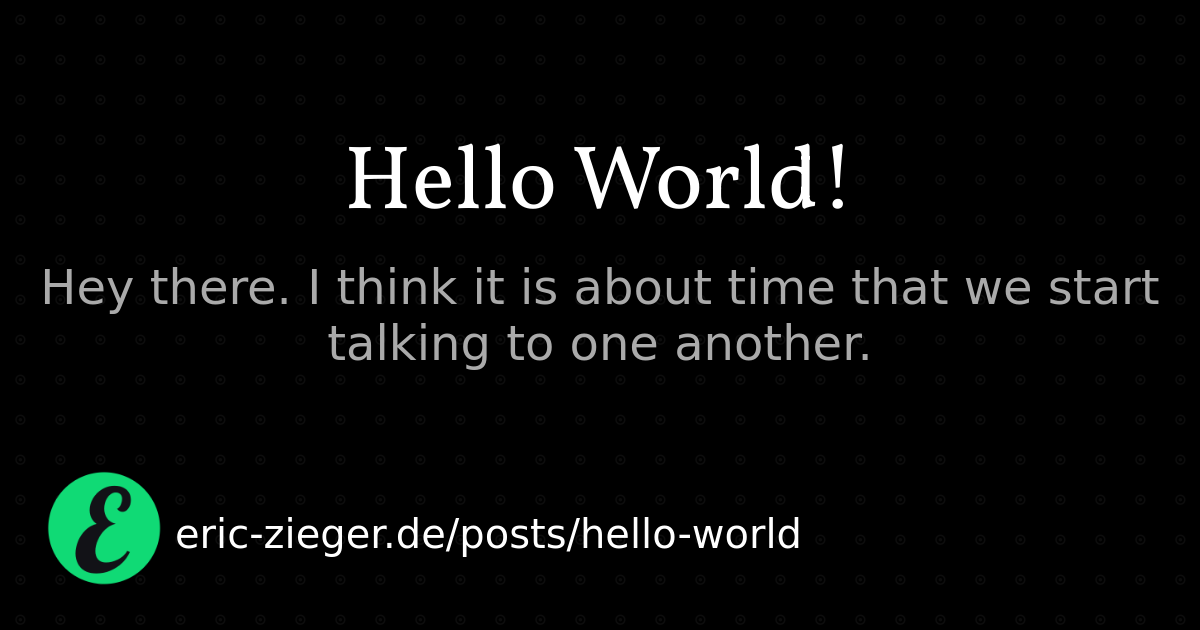 Hello World!
Hey there. I think it is about time that we start
talking to one another.
E
eric-zieger.de/posts/hello-world